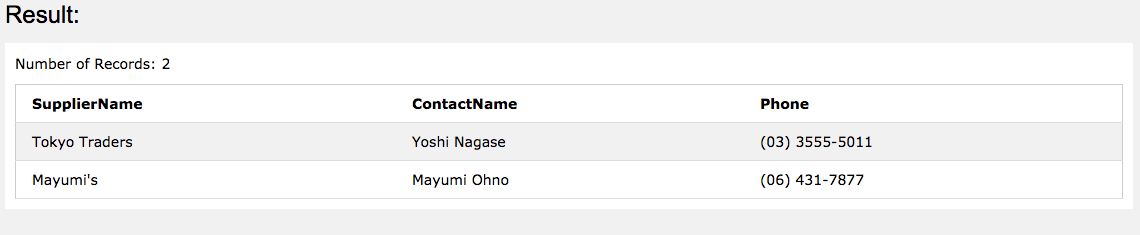 Result:
Number of Records: 2
SupplierName ContactName Phone
Tokyo Traders Yoshi Nagase (03) 3555-5011
Mayumi's Mayumi Ohno (06) 431-7877